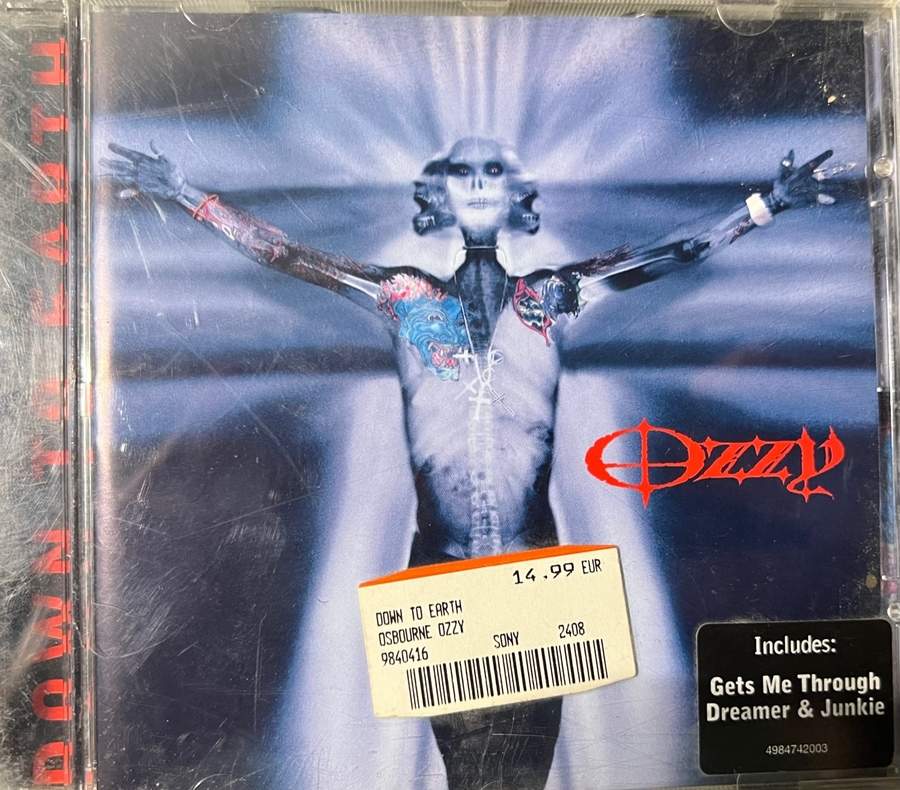 DOWN TO EARTH
Ozzy
14.99 EUR
DOWN TO EARTH
OSBOURNE OZZY
9840416 SONY 2408
Includes:
Gets Me Through
Dreamer & Junkie
4984742003